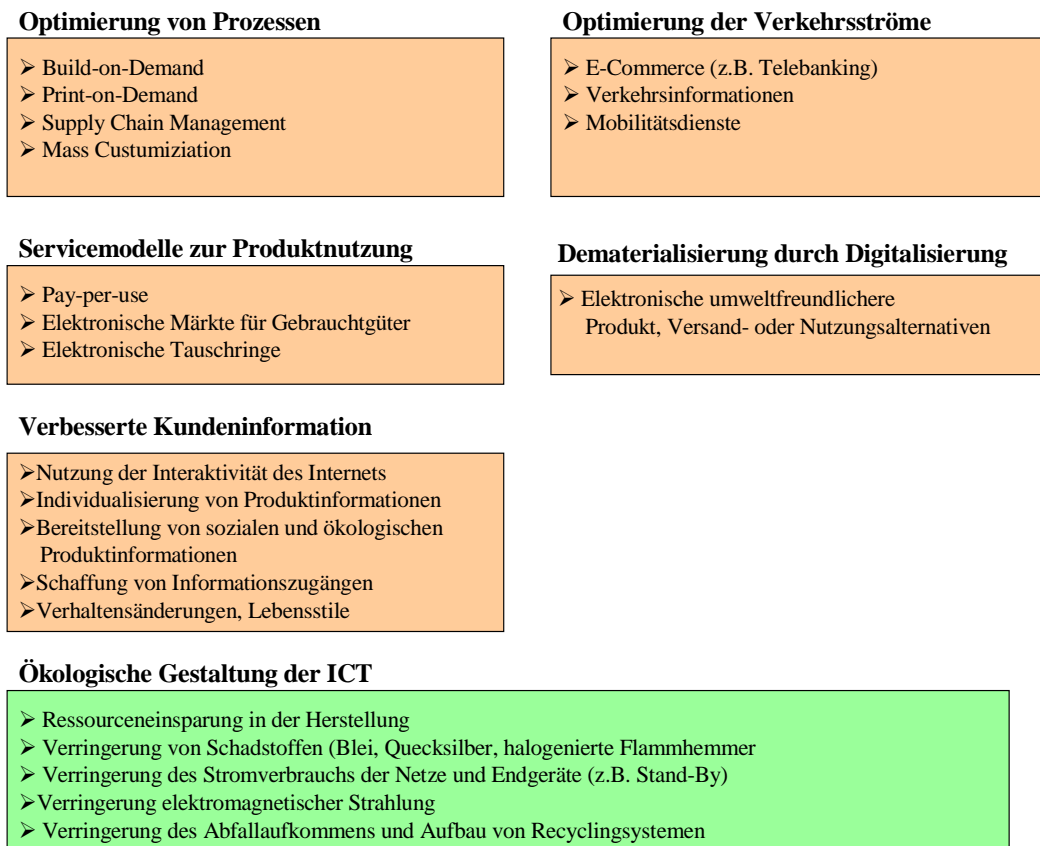 Optimierung von Prozessen
➢ Build-on-Demand
➢ Print-on-Demand
➢ Supply Chain Management
➢ Mass Custumiziation
Optimierung der Verkehrsströme
➢ E-Commerce (z.B. Telebanking)
➢ Verkehrsinformationen
➢ Mobilitätsdienste
Servicemodelle zur Produktnutzung
➢ Pay-per-use
➢ Elektronische Märkte für Gebrauchtgüter
➢ Elektronische Tauschringe
Dematerialisierung durch Digitalisierung
➢ Elektronische umweltfreundlichere
Produkt, Versand- oder Nutzungsalternativen
Verbesserte Kundeninformation
➢Nutzung der Interaktivität des Internets
➢Individualisierung von Produktinformationen
➢Bereitstellung von sozialen und ökologischen
Produktinformationen
➢Schaffung von Informationszugängen
➢Verhaltensänderungen, Lebensstile
Ökologische Gestaltung der ICT
➢ Ressourceneinsparung in der Herstellung
➢ Verringerung von Schadstoffen (Blei, Quecksilber, halogenierte Flammhemmer
➢ Verringerung des Stromverbrauchs der Netze und Endgeräte (z.B. Stand-By)
➢Verringerung elektromagnetischer Strahlung
➢ Verringerung des Abfallaufkommens und Aufbau von Recyclingsystemen